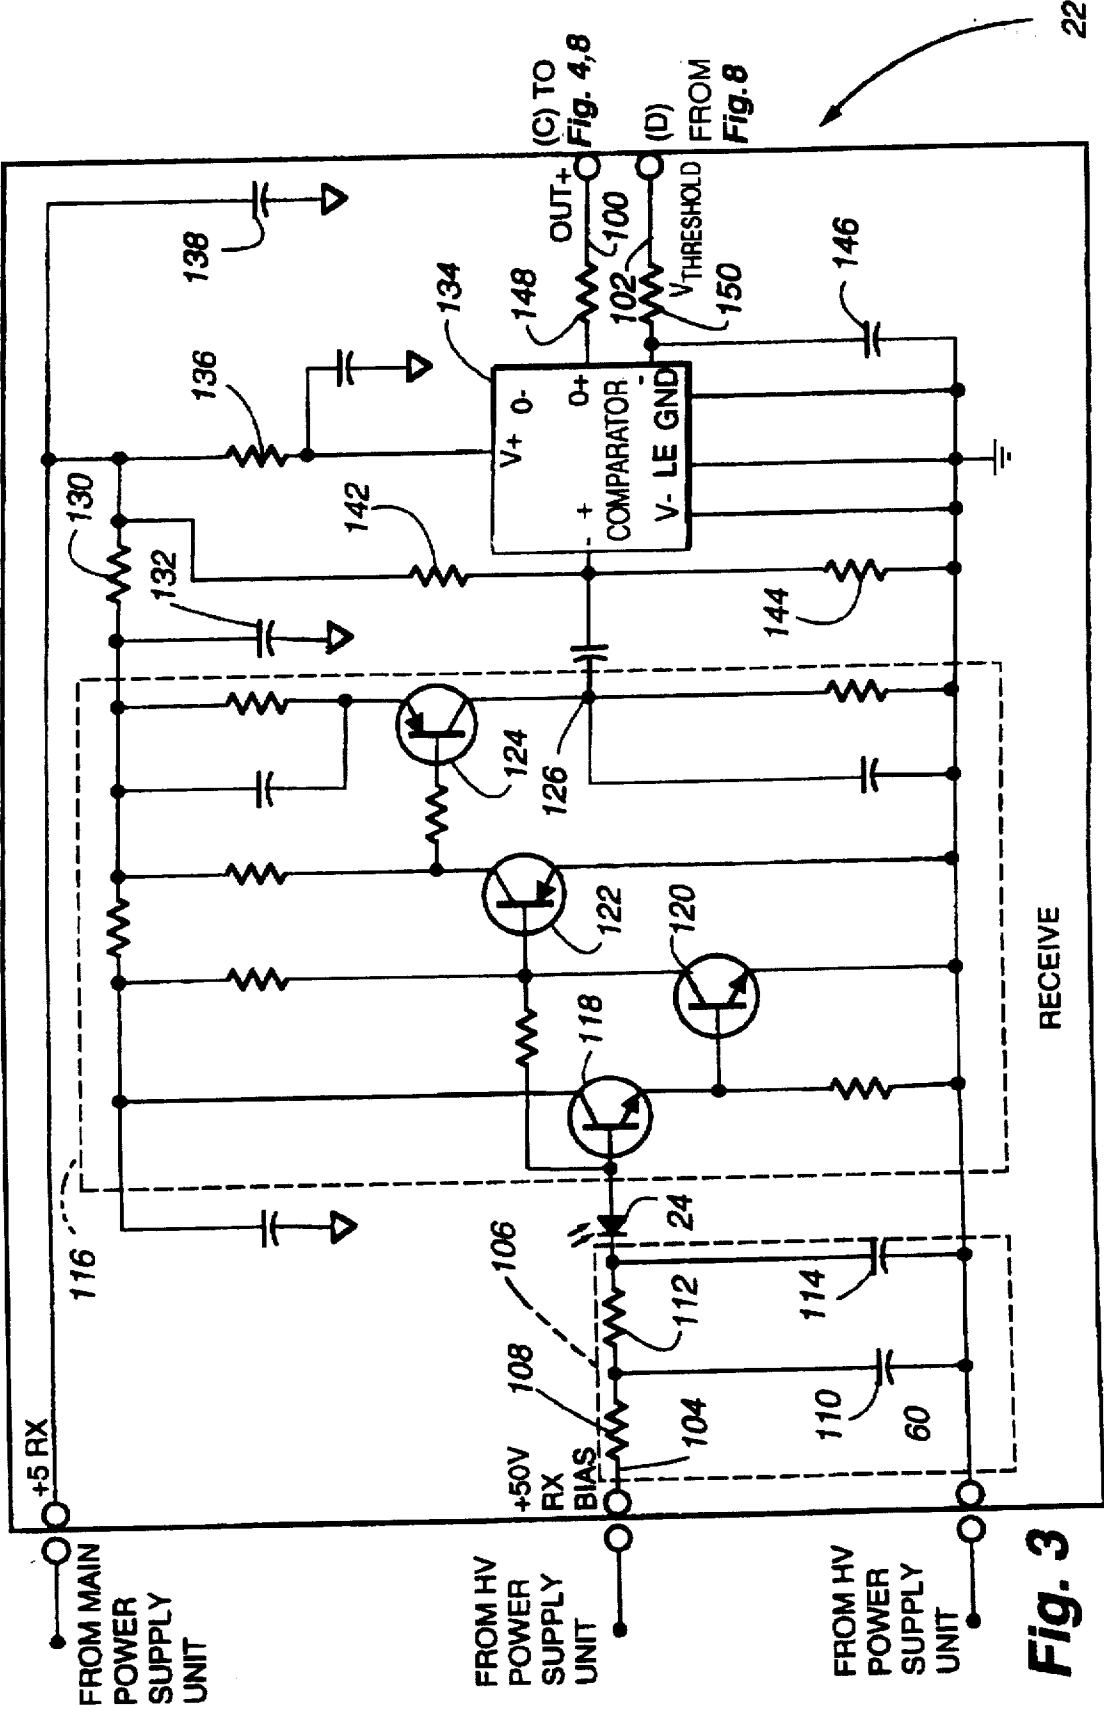 +5 RX
FROM MAIN
POWER
SUPPLY
UNIT
116
130
132
136
138
142
134
V+
O-
O+
+
COMPARATOR
-
V-
LE
GND
148
OUT+
100
(C) TO
Fig. 4,8
102
VTHRESHOLD
150
(D)
FROM
Fig. 8
22
146
144
124
126
122
120
118
24
106
108
112
104
114
110
60
+50V
RX
BIAS
FROM HV
POWER
SUPPLY
UNIT
FROM HV
POWER
SUPPLY
UNIT
RECEIVE
Fig. 3